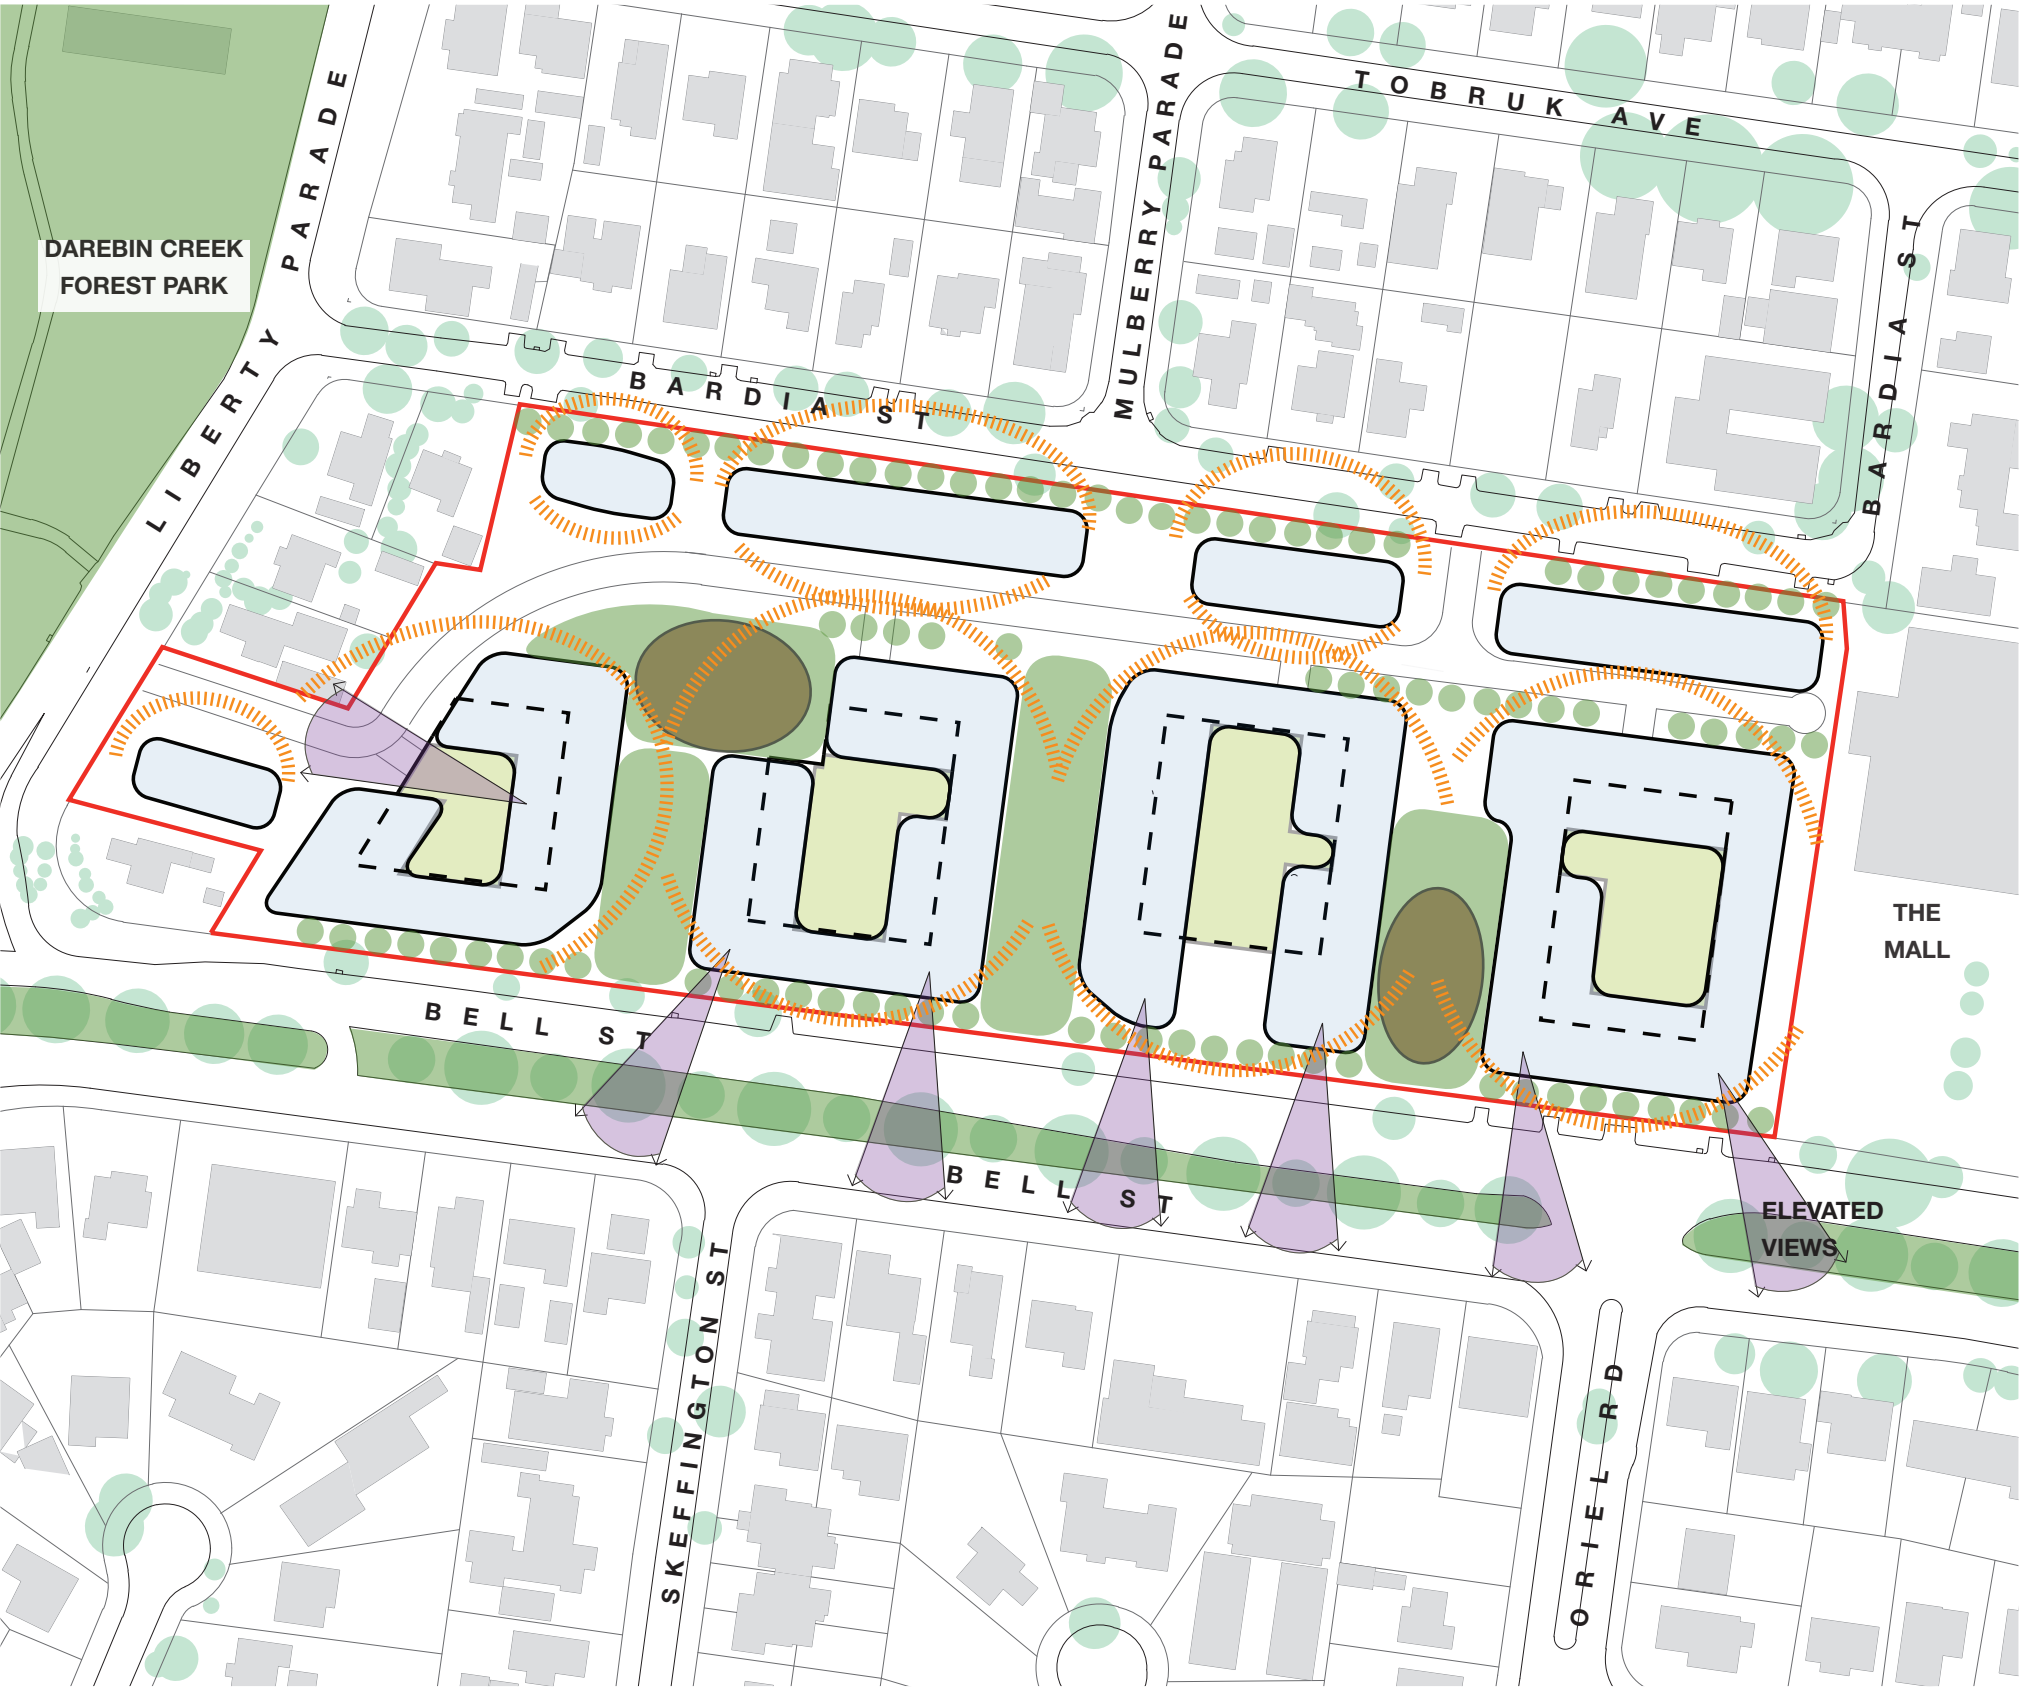 TOBRUK AVE
MULBERRY PARADE
LIBERTY PARADE
DAREBIN CREEK
FOREST PARK
BARDIA ST
BARDIA ST
THE
MALL
BELL ST
BELL ST
ELEVATED
VIEWS
SKEFFINGTON ST
ORIEL RD